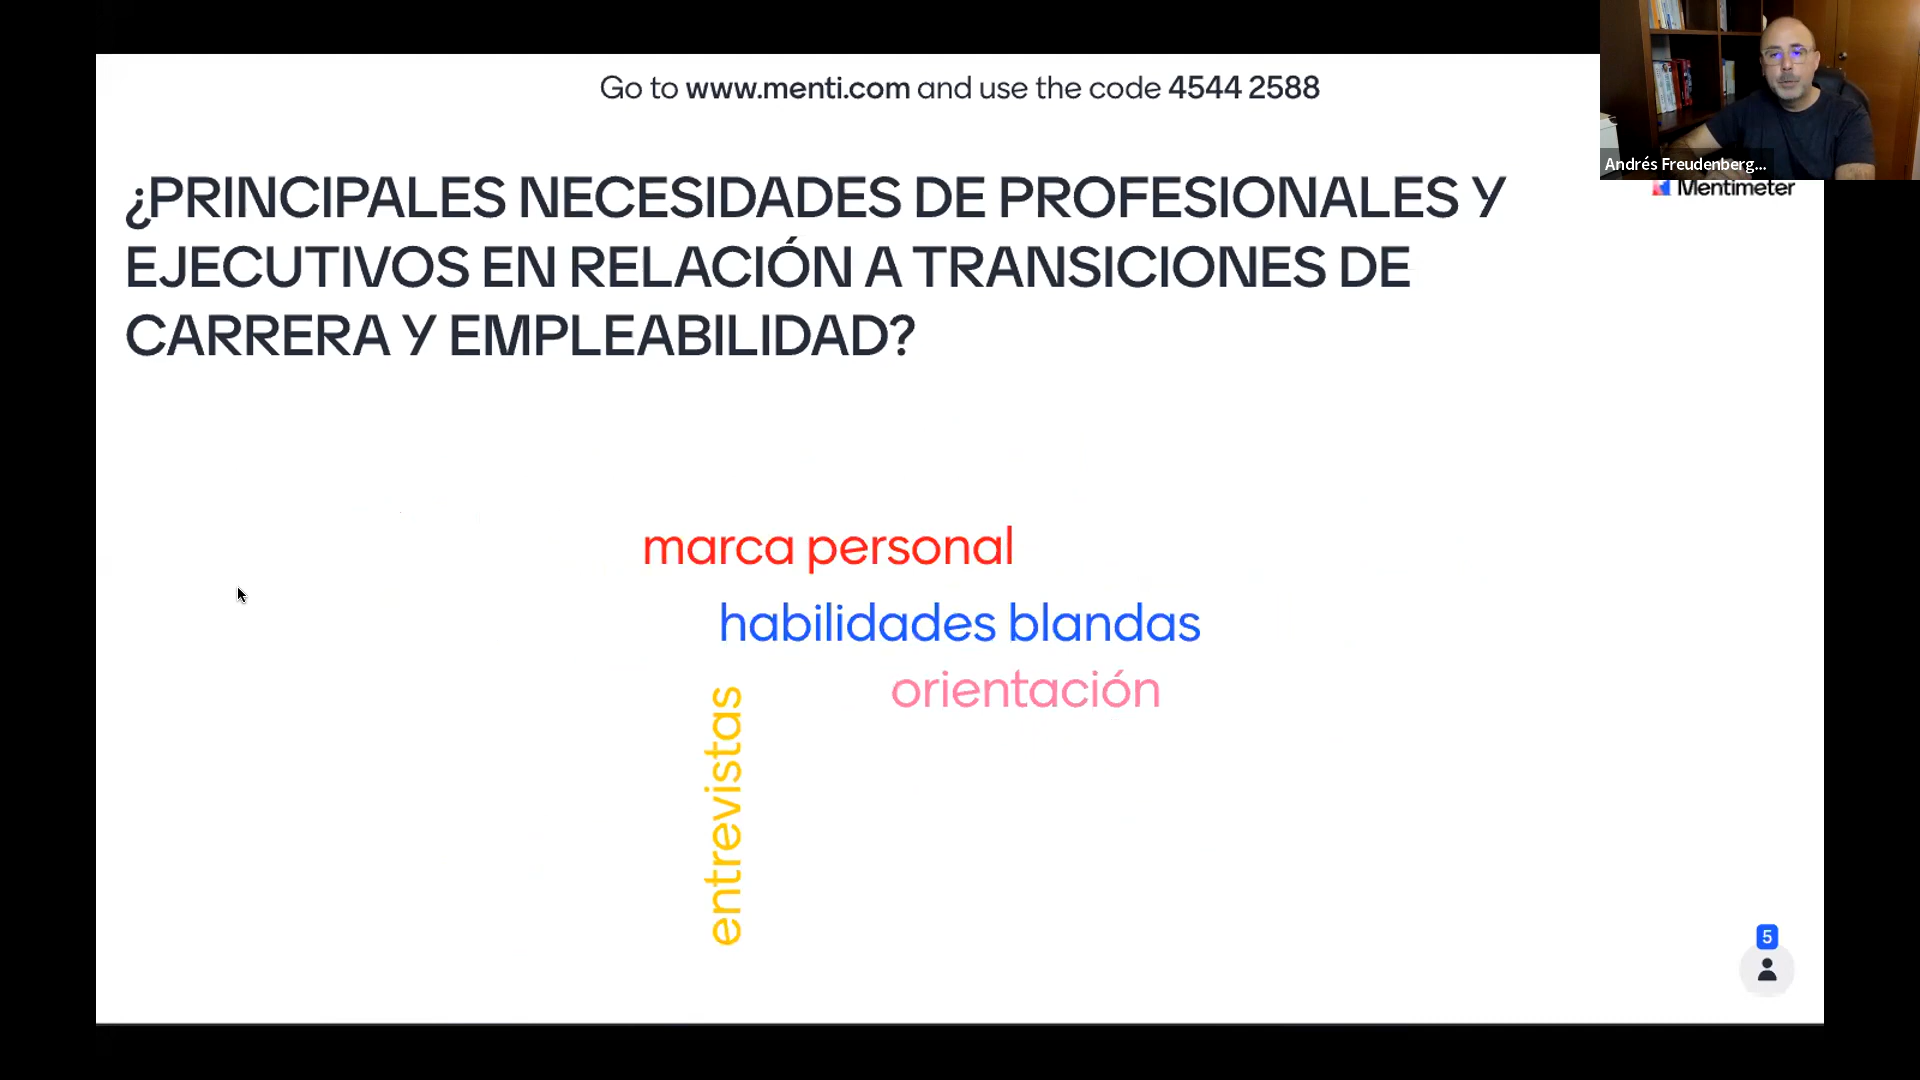 Go to www.menti.com and use the code 4544 2588
Andrés Freudenberg...
Mentimeter
¿PRINCIPALES NECESIDADES DE PROFESIONALES Y
EJECUTIVOS EN RELACIÓN A TRANSICIONES DE
CARRERA Y EMPLEABILIDAD?
marca personal
habilidades blandas
orientación
entrevistas
5